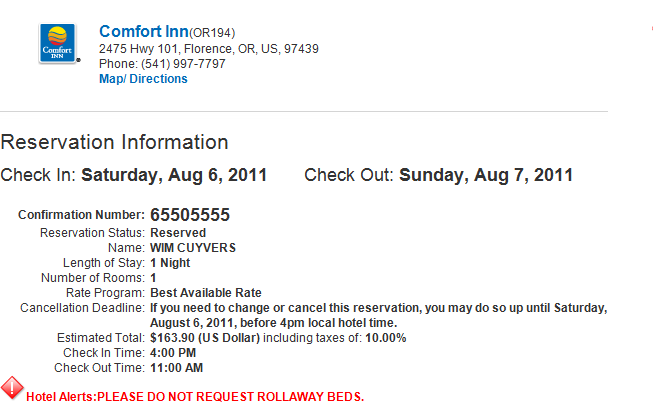 Comfort Inn(OR194)
2475 Hwy 101, Florence, OR, US, 97439
Phone: (541) 997-7797
Map/ Directions
Comfort
INN
Reservation Information
Check In: Saturday, Aug 6, 2011 Check Out: Sunday, Aug 7, 2011
Confirmation Number: 65505555
Reservation Status: Reserved
Name: WIM CUYVERS
Length of Stay: 1 Night
Number of Rooms: 1
Rate Program: Best Available Rate
Cancellation Deadline: If you need to change or cancel this reservation, you may do so up until Saturday,
August 6, 2011, before 4pm local hotel time.
Estimated Total: $163.90 (US Dollar) including taxes of: 10.00%
Check In Time: 4:00 PM
Check Out Time: 11:00 AM
Hotel Alerts:PLEASE DO NOT REQUEST ROLLAWAY BEDS.